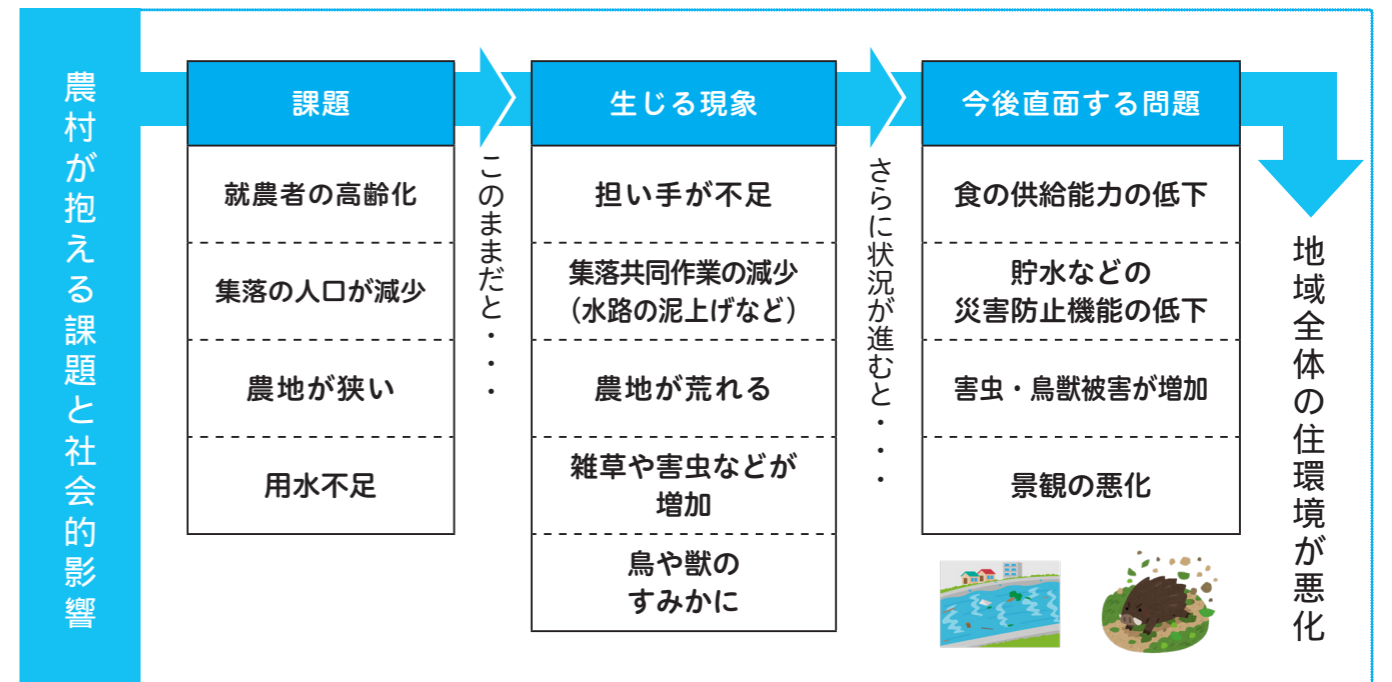 農村が抱える課題と社会的影響
課題
就農者の高齢化
集落の人口が減少
農地が狭い
用水不足
このままだと・・・
生じる現象
担い手が不足
集落共同作業の減少
（水路の泥上げなど）
農地が荒れる
雑草や害虫などが
増加
鳥や獣の
すみかに
さらに状況が進むと・・・
今後直面する問題
食の供給能力の低下
貯水などの
災害防止機能の低下
害虫・鳥獣被害が増加
景観の悪化
地域全体の住環境が悪化